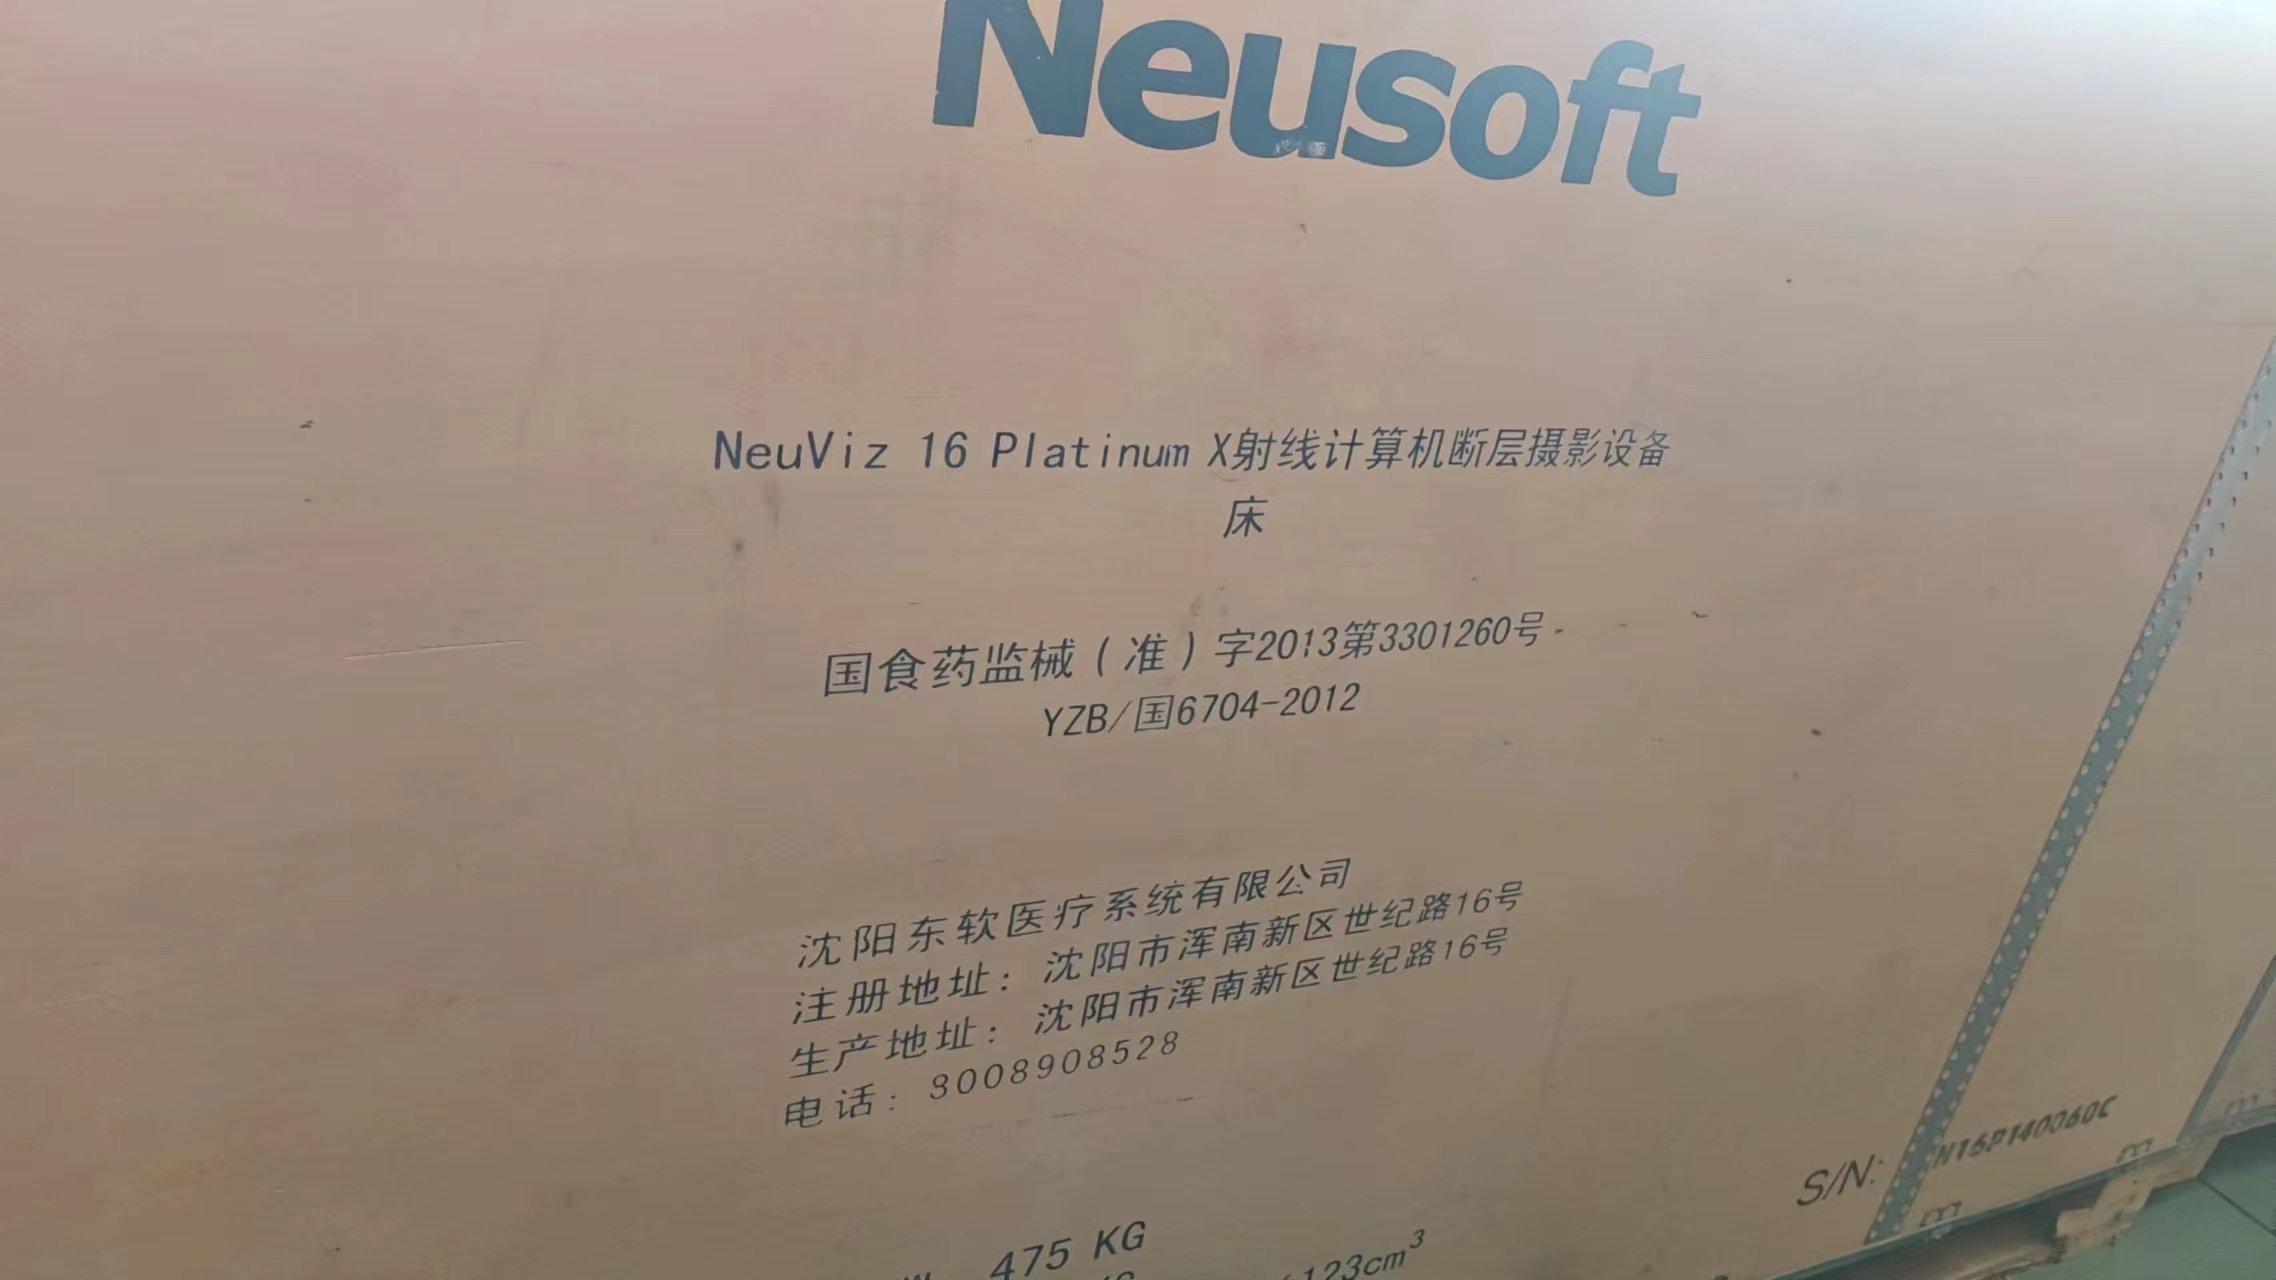 Neusoft
NeuViz 16 Platinum X射线计算机断层摄影设备
床
国食药监械（准）字2013第3301260号
YZB/国6704-2012
沈阳东软医疗系统有限公司
注册地址：沈阳市浑南新区世纪路16号
生产地址：沈阳市浑南新区世纪路16号
电话：8008908528
S/N: N16P140060C
475 KG
123cm³